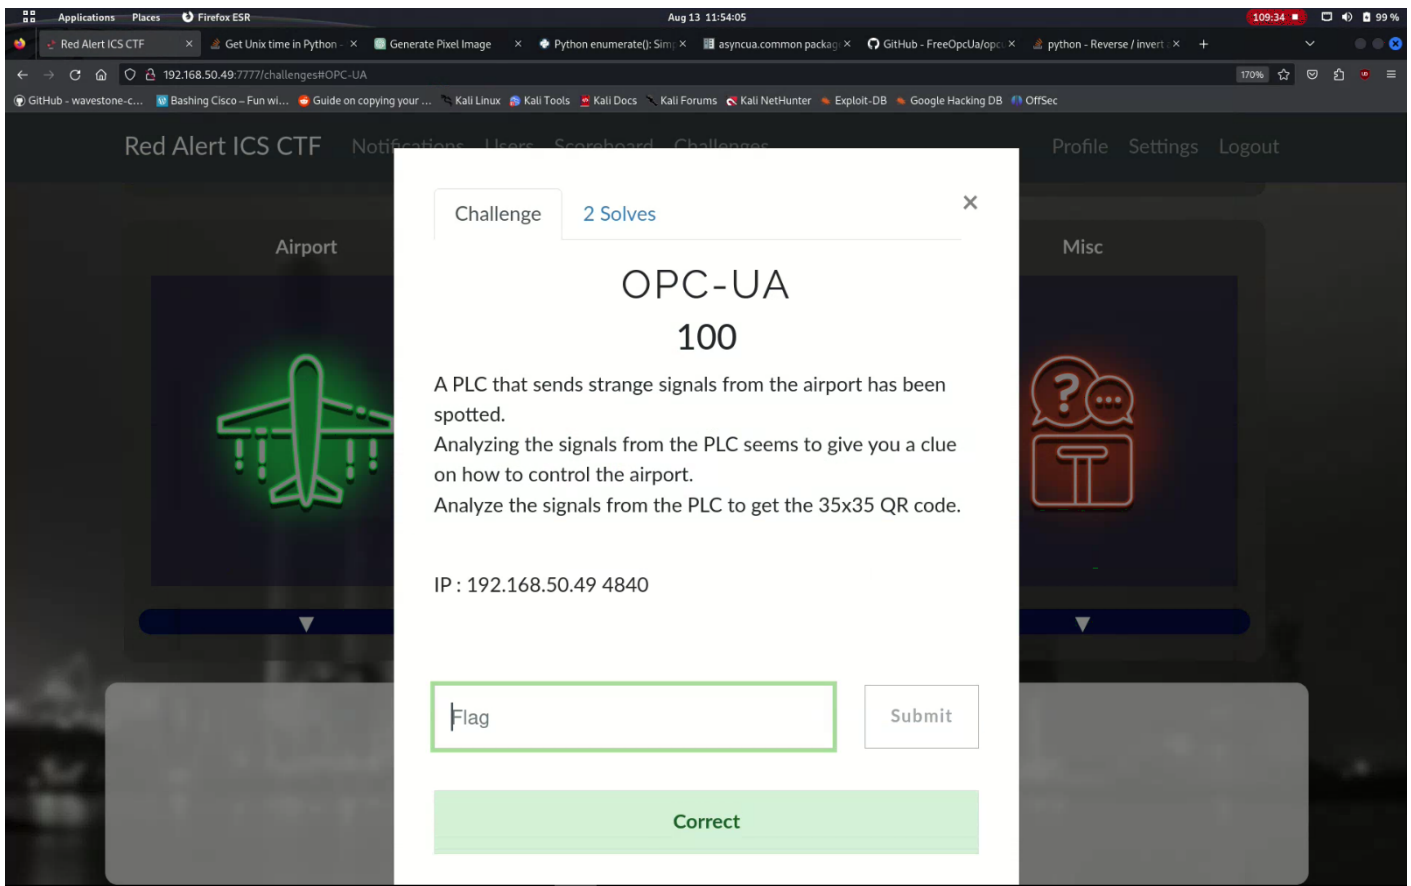 Applications Places Firefox ESR Aug 13 11:54:05 109:34 99 %
Red Alert ICS CTF × Get Unix time in Python - × Generate Pixel Image × Python enumerate(): Sim × asyncua.common packag × GitHub - FreeOpcUa/opc × python - Reverse / invert × +
192.168.50.49:7777/challenges#OPC-UA 170%
GitHub - wavestone-c... Bashing Cisco – Fun wi... Guide on copying your ... Kali Linux Kali Tools Kali Docs Kali Forums Kali NetHunter Exploit-DB Google Hacking DB OffSec
Red Alert ICS CTF Notifications Users Scoreboard Challenges Profile Settings Logout
Challenge 2 Solves ×
Airport Misc
OPC-UA
100
A PLC that sends strange signals from the airport has been
spotted.
Analyzing the signals from the PLC seems to give you a clue
on how to control the airport.
Analyze the signals from the PLC to get the 35x35 QR code.
IP : 192.168.50.49 4840
Flag Submit
Correct